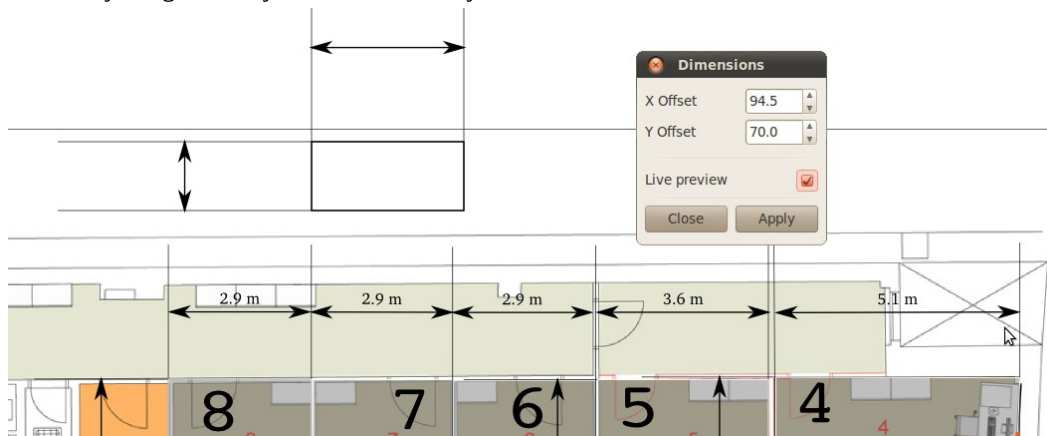 Dimensions
X Offset 94.5
Y Offset 70.0
Live preview
Close Apply
2.9 m 2.9 m 2.9 m 3.6 m 5.1 m
8 7 6 5 4
4